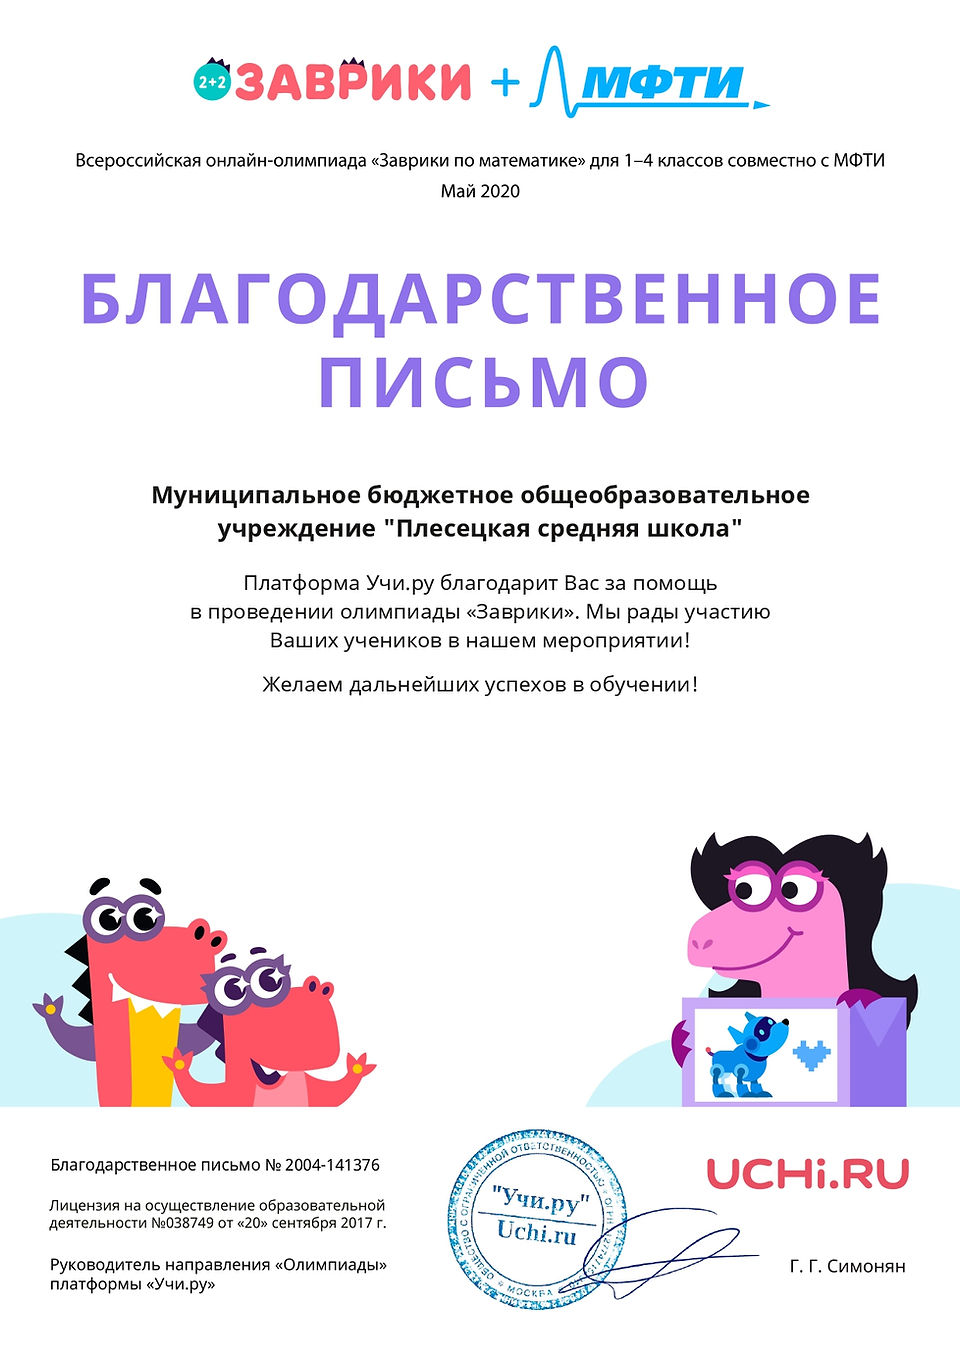 2+2 ЗАВРИКИ + МФТИ
Всероссийская онлайн-олимпиада «Заврики по математике» для 1–4 классов совместно с МФТИ
Май 2020
БЛАГОДАРСТВЕННОЕ
ПИСЬМО
Муниципальное бюджетное общеобразовательное
учреждение "Плесецкая средняя школа"
Платформа Учи.ру благодарит Вас за помощь
в проведении олимпиады «Заврики». Мы рады участию
Ваших учеников в нашем мероприятии!
Желаем дальнейших успехов в обучении!
Благодарственное письмо № 2004-141376
Лицензия на осуществление образовательной
деятельности №038749 от «20» сентября 2017 г.
Руководитель направления «Олимпиады»
платформы «Учи.ру»
ОБЩЕСТВО С ОГРАНИЧЕННОЙ ОТВЕТСТВЕННОСТЬЮ
"Учи.ру"
Uchi.ru
МОСКВА
UCHi.RU
Г. Г. Симонян